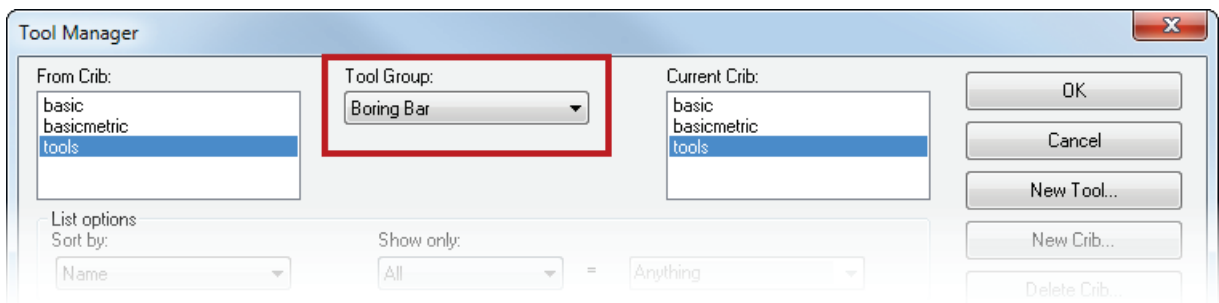 Tool Manager
From Crib:
basic
basicmetric
tools
Tool Group:
Boring Bar
Current Crib:
basic
basicmetric
tools
OK
Cancel
New Tool...
New Crib...
Delete Crib...
List options
Sort by:
Name
Show only:
All
=
Anything